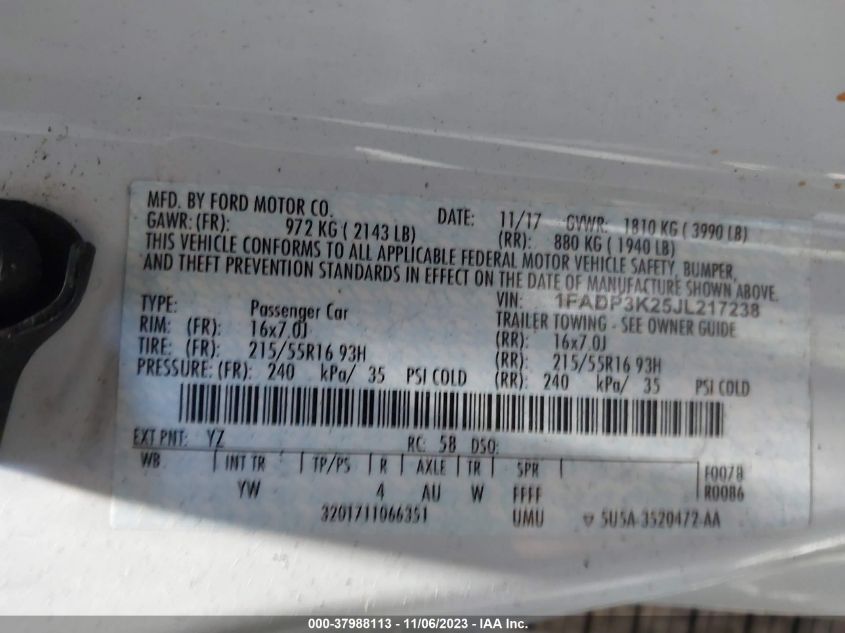 MFD. BY FORD MOTOR CO. DATE: 11/17 GVWR: 1810 KG ( 3990 LB)
GAWR: (FR): 972 KG ( 2143 LB) (RR): 880 KG ( 1940 LB)
THIS VEHICLE CONFORMS TO ALL APPLICABLE FEDERAL MOTOR VEHICLE SAFETY, BUMPER,
AND THEFT PREVENTION STANDARDS IN EFFECT ON THE DATE OF MANUFACTURE SHOWN ABOVE.
VIN: 1FADP3K25JL217238
TYPE: Passenger Car TRAILER TOWING - SEE OWNER GUIDE
RIM: (FR): 16x7.0J (RR): 16x7.0J
TIRE: (FR): 215/55R16 93H (RR): 215/55R16 93H
PRESSURE: (FR): 240 kPa/ 35 PSI COLD (RR): 240 kPa/ 35 PSI COLD
EXT PNT: YZ RC: 58 DSO:
WB INT TR TP/PS R AXLE TR SPR F0078
YW 4 AU W FFFF R0086
3201711066351 UMU 5U5A-3520472-AA
000-37988113 - 11/06/2023 - IAA Inc.